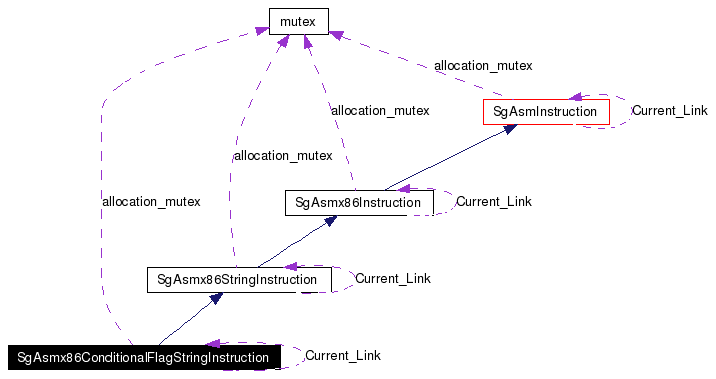 mutex
allocation_mutex
SgAsmInstruction
Current_Link
allocation_mutex
allocation_mutex
SgAsmx86Instruction
Current_Link
allocation_mutex
SgAsmx86StringInstruction
Current_Link
SgAsmx86ConditionalFlagStringInstruction
Current_Link